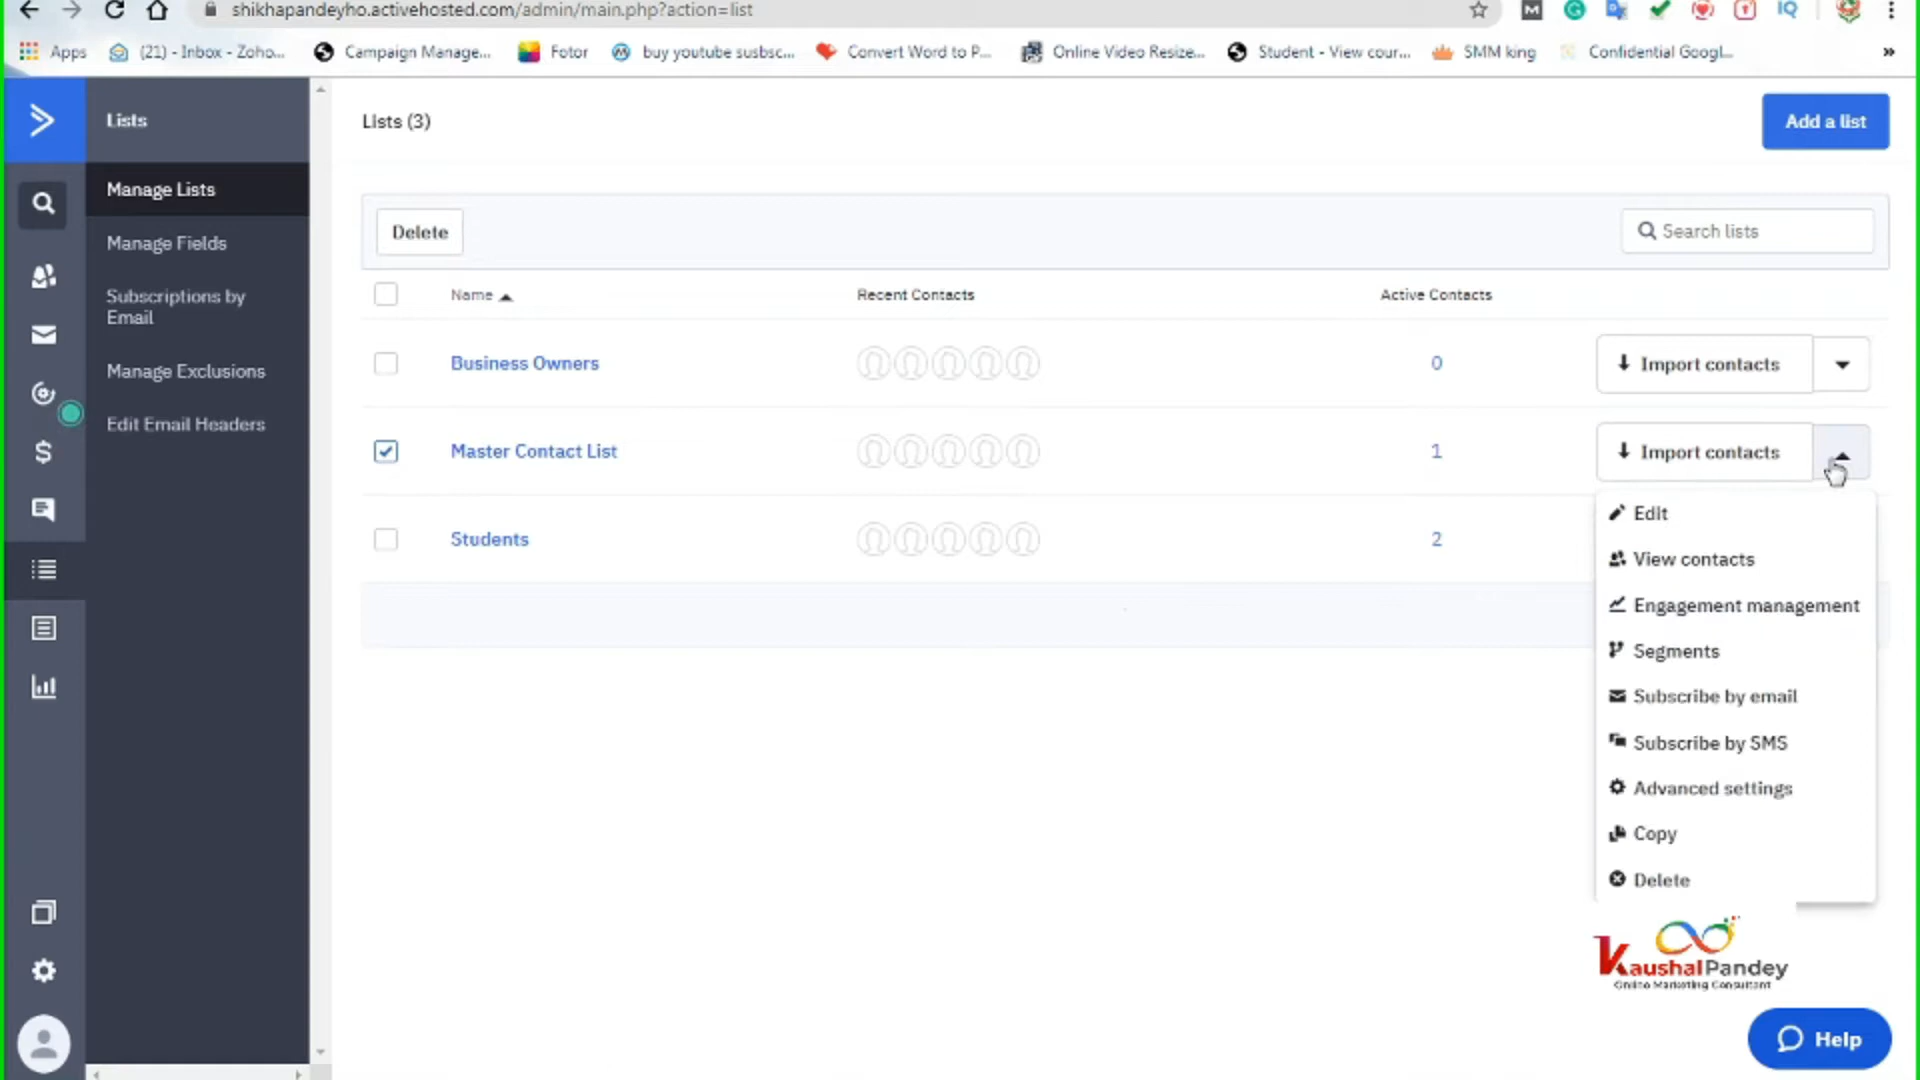 shikhapandeyho.activehosted.com/admin/main.php?action=list
Apps
(21) - Inbox - Zoho...
Campaign Manage...
Fotor
buy youtube susbsc...
Convert Word to P...
Online Video Resize...
Student - View cour...
SMM king
Confidential Googl...
»
Lists
Lists (3)
Add a list
Manage Lists
Manage Fields
Subscriptions by
Email
Manage Exclusions
Edit Email Headers
Delete
Search lists
Name
Recent Contacts
Active Contacts
Business Owners
0
Import contacts
Master Contact List
1
Import contacts
Students
2
Edit
View contacts
Engagement management
Segments
Subscribe by email
Subscribe by SMS
Advanced settings
Copy
Delete
KaushalPandey
Online Marketing Consultant
Help